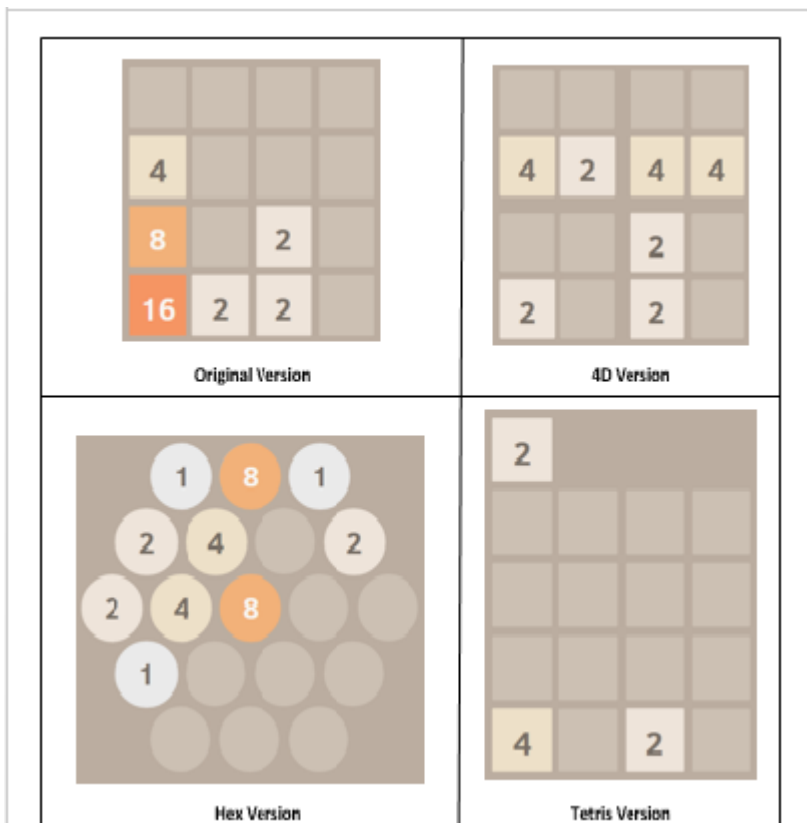 4
8 2
16 2 2
Original Version
4 2 4 4
2
2 2
4D Version
1 8 1
2 4 2
2 4 8
1
Hex Version
2
4 2
Tetris Version